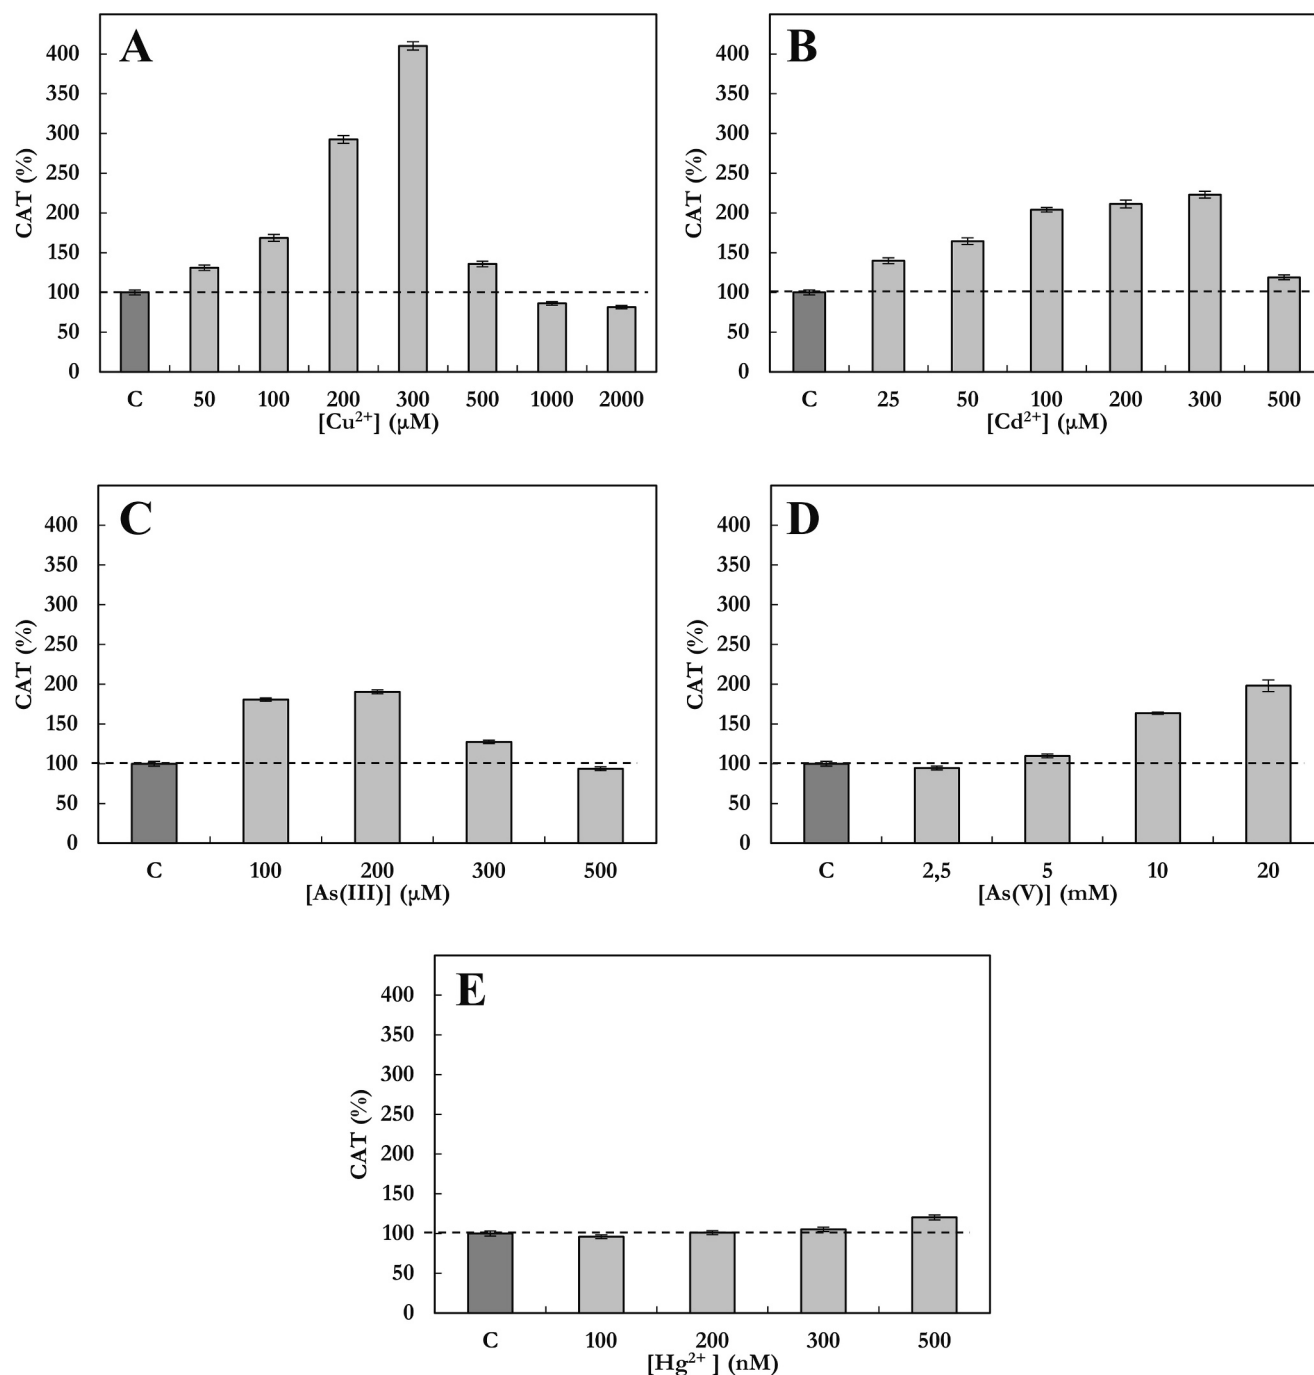 A
CAT (%)
400
350
300
250
200
150
100
50
0
C 50 100 200 300 500 1000 2000
[Cu²⁺] (μM)
B
CAT (%)
400
350
300
250
200
150
100
50
0
C 25 50 100 200 300 500
[Cd²⁺] (μM)
C
CAT (%)
400
350
300
250
200
150
100
50
0
C 100 200 300 500
[As(III)] (μM)
D
CAT (%)
400
350
300
250
200
150
100
50
0
C 2,5 5 10 20
[As(V)] (mM)
E
CAT (%)
400
350
300
250
200
150
100
50
0
C 100 200 300 500
[Hg²⁺ ] (nM)